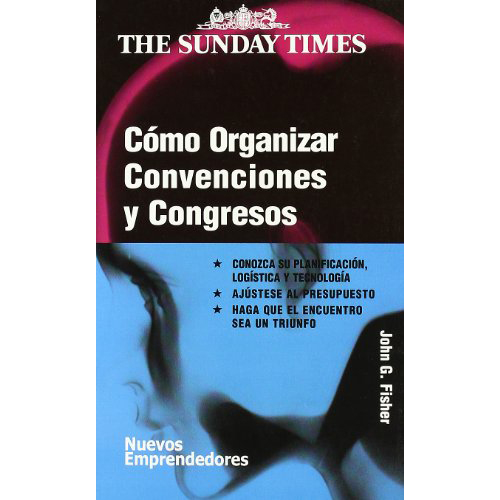 THE SUNDAY TIMES
Cómo Organizar
Convenciones
y Congresos
★ CONOZCA SU PLANIFICACIÓN,
LOGÍSTICA Y TECNOLOGÍA
★ AJÚSTESE AL PRESUPUESTO
★ HAGA QUE EL ENCUENTRO
SEA UN TRIUNFO
John G. Fisher
Nuevos
Emprendedores